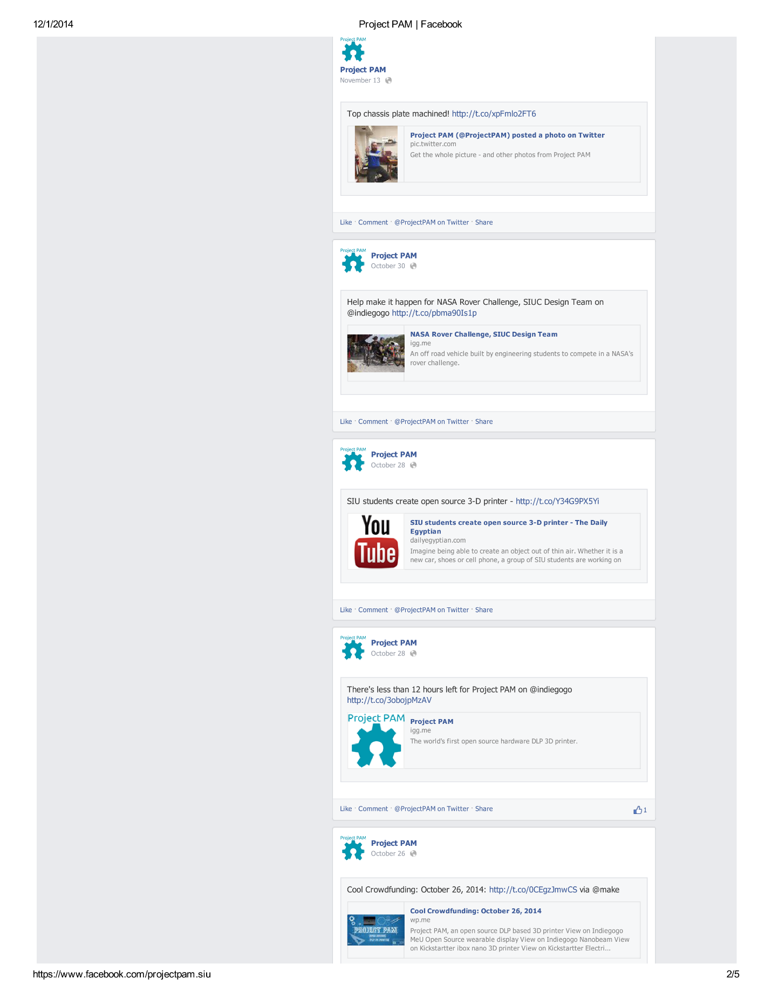 12/1/2014
Project PAM | Facebook
Project PAM
Project PAM
November 13
Top chassis plate machined! http://t.co/xpFmlo2FT6
Project PAM (@ProjectPAM) posted a photo on Twitter
pic.twitter.com
Get the whole picture - and other photos from Project PAM
Like · Comment · @ProjectPAM on Twitter · Share
Project PAM
Project PAM
October 30
Help make it happen for NASA Rover Challenge, SIUC Design Team on
@indiegogo http://t.co/pbma90Is1p
NASA Rover Challenge, SIUC Design Team
igg.me
An off road vehicle built by engineering students to compete in a NASA's
rover challenge.
Like · Comment · @ProjectPAM on Twitter · Share
Project PAM
Project PAM
October 28
SIU students create open source 3-D printer - http://t.co/Y34G9PX5Yi
You
Tube
SIU students create open source 3-D printer - The Daily
Egyptian
dailyegyptian.com
Imagine being able to create an object out of thin air. Whether it is a
new car, shoes or cell phone, a group of SIU students are working on
Like · Comment · @ProjectPAM on Twitter · Share
Project PAM
Project PAM
October 28
There's less than 12 hours left for Project PAM on @indiegogo
http://t.co/3obojpMzAV
Project PAM
Project PAM
igg.me
The world's first open source hardware DLP 3D printer.
Like · Comment · @ProjectPAM on Twitter · Share
1
Project PAM
Project PAM
October 26
Cool Crowdfunding: October 26, 2014: http://t.co/0CEgzJmwCS via @make
PROJECT PAM
OPEN SOURCE
DLP 3D PRINTER
Cool Crowdfunding: October 26, 2014
wp.me
Project PAM, an open source DLP based 3D printer View on Indiegogo
MeU Open Source wearable display View on Indiegogo Nanobeam View
on Kickstartter ibox nano 3D printer View on Kickstartter Electri...
https://www.facebook.com/projectpam.siu
2/5